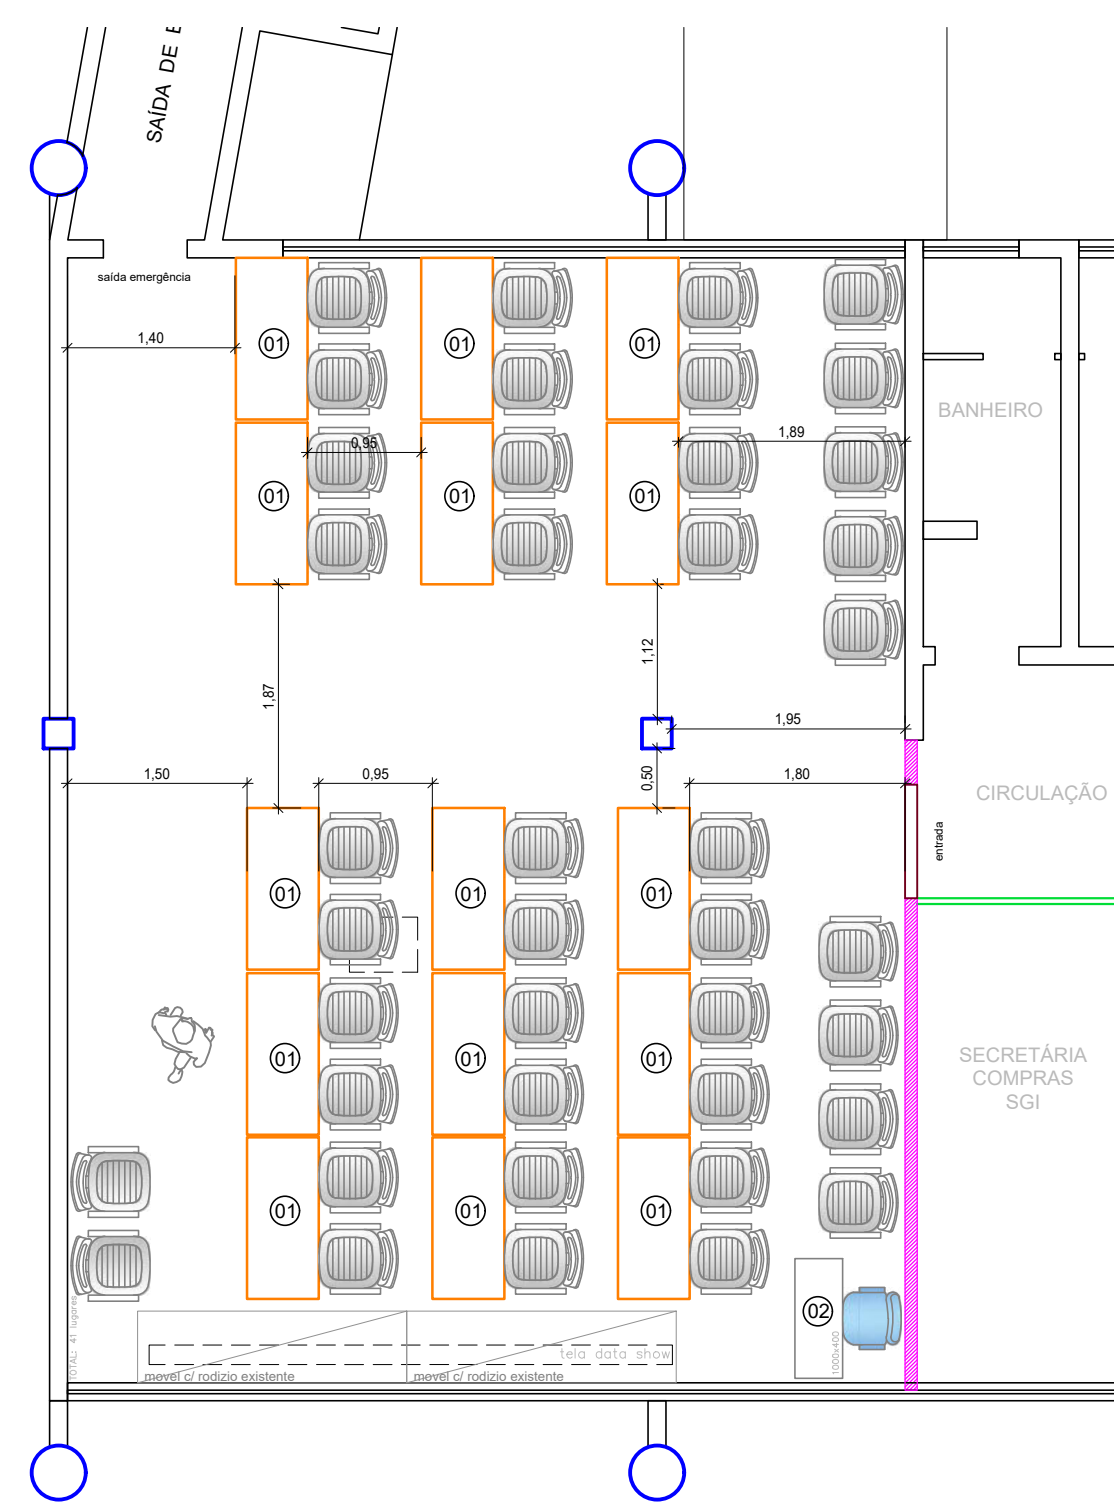 SAÍDA DE E
saída emergência
1,40
01
01
01
BANHEIRO
1,89
0,95
01
01
01
1,12
1,87
1,95
1,50
0,95
0,50
1,80
CIRCULAÇÃO
entrada
01
01
01
SECRETÁRIA
COMPRAS
SGI
01
01
01
01
01
01
TOTAL: 41 lugares
02
1000x400
tela data show
movel c/ rodizio existente
movel c/ rodizio existente